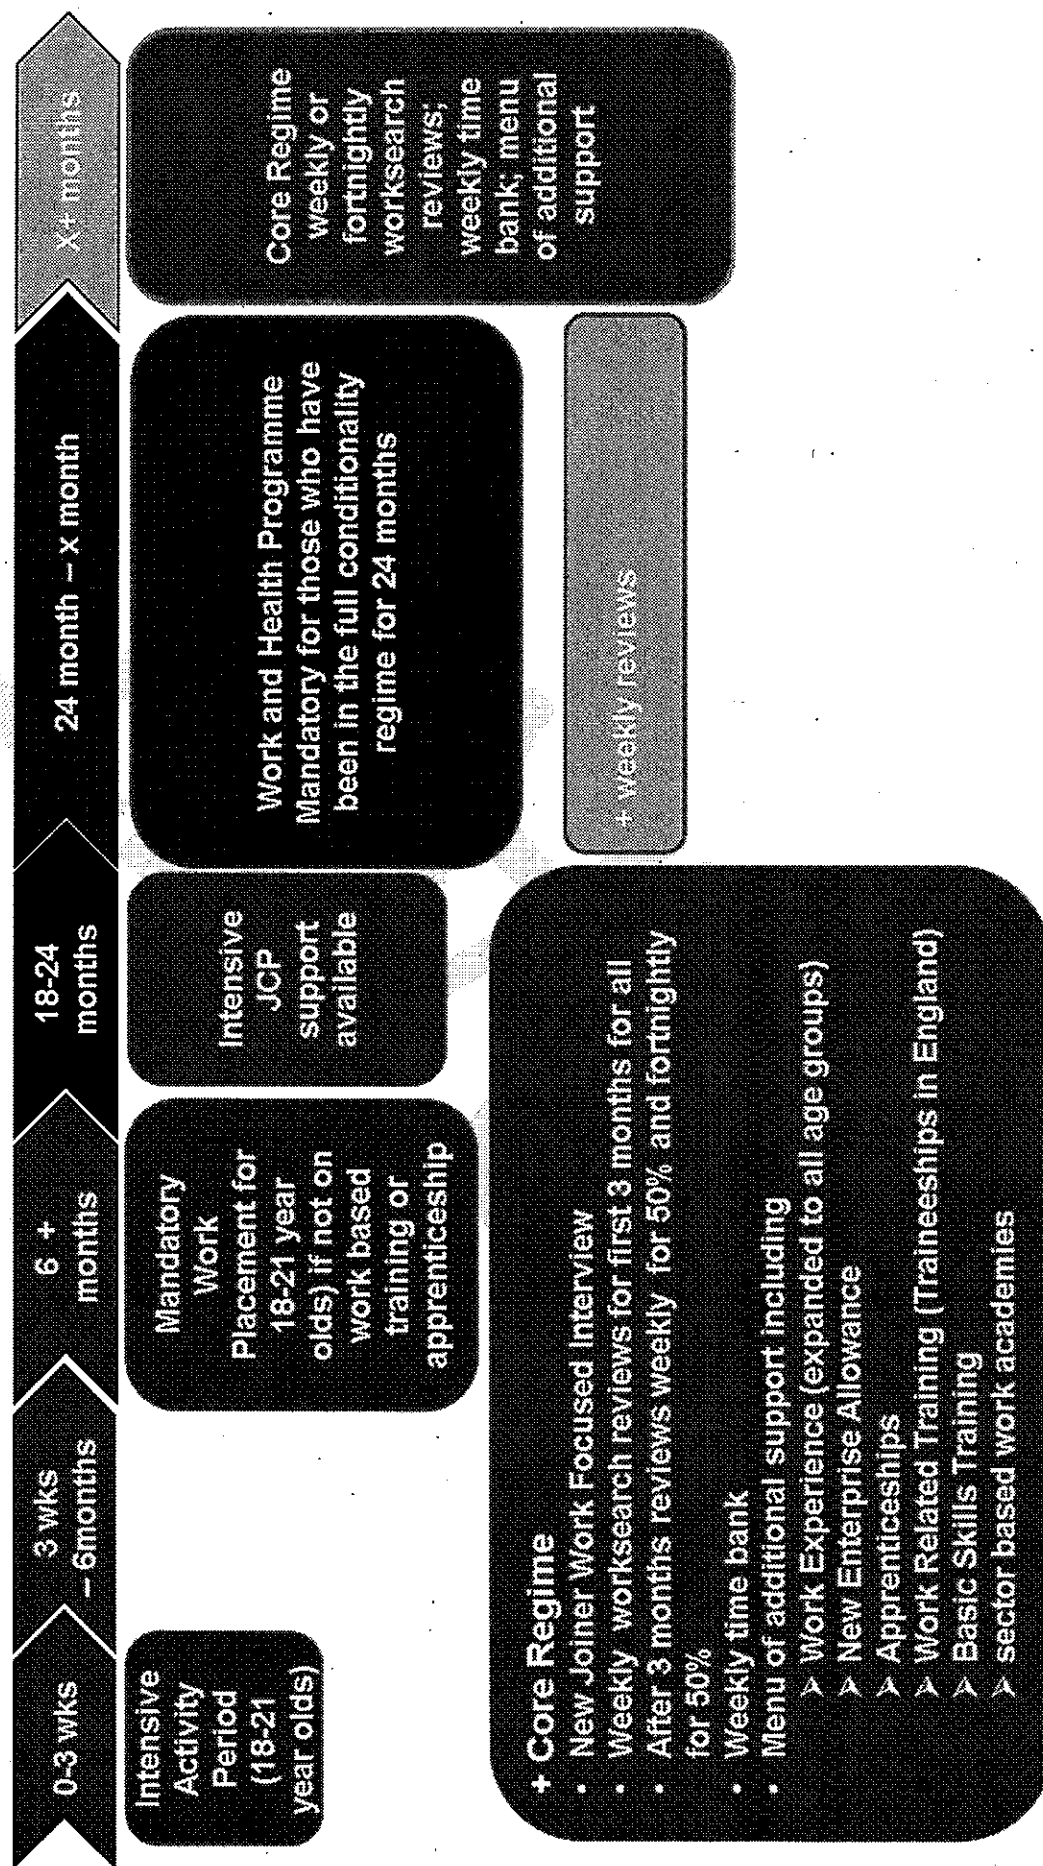 0-3 wks
3 wks
– 6months
6 +
months
18-24
months
24 month – x month
X+ months
Intensive
Activity
Period
(18-21
year olds)
Mandatory
Work
Placement for
18-21 year
olds) if not on
work based
training or
apprenticeship
Intensive
JCP
support
available
Work and Health Programme
Mandatory for those who have
been in the full conditionality
regime for 24 months
Core Regime
weekly or
fortnightly
worksearch
reviews;
weekly time
bank; menu
of additional
support
+ Core Regime
• New Joiner Work Focused Interview
• Weekly worksearch reviews for first 3 months for all
• After 3 months reviews weekly for 50% and fortnightly
for 50%
• Weekly time bank
• Menu of additional support including
➢ Work Experience (expanded to all age groups)
➢ New Enterprise Allowance
➢ Apprenticeships
➢ Work Related Training (Traineeships in England)
➢ Basic Skills Training
➢ sector based work academies
+ weekly reviews